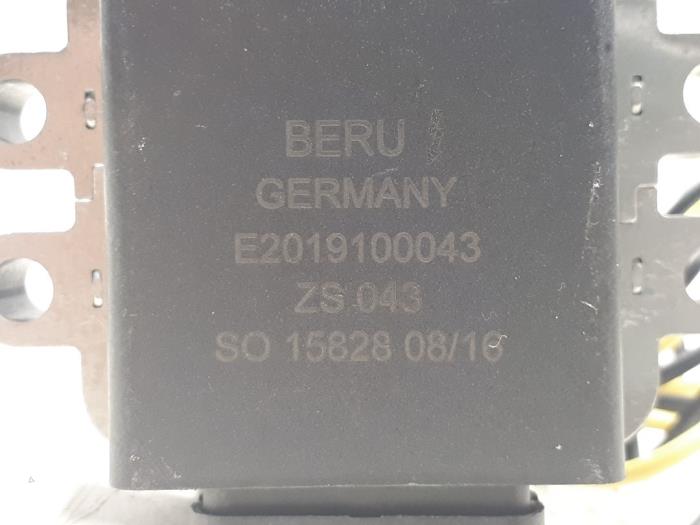 BERU
GERMANY
E2019100043
ZS 043
SO 15828 08/16